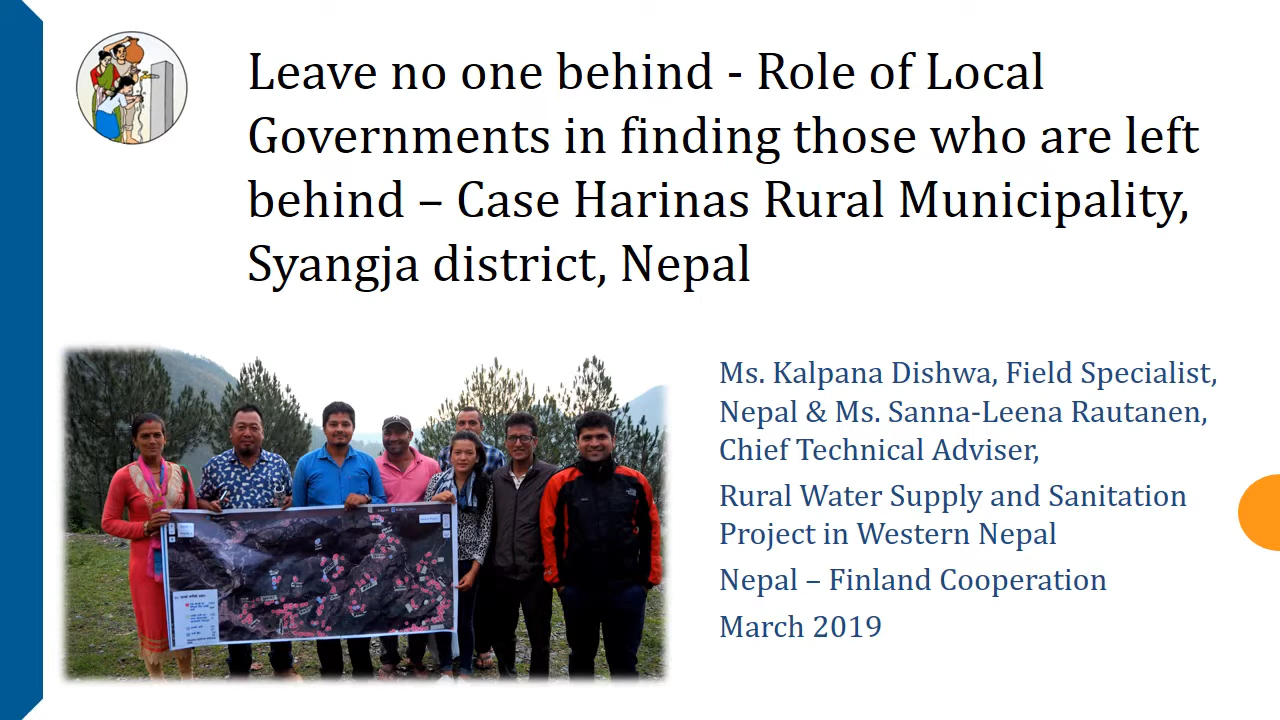 Leave no one behind - Role of Local
Governments in finding those who are left
behind – Case Harinas Rural Municipality,
Syangja district, Nepal
Ms. Kalpana Dishwa, Field Specialist,
Nepal & Ms. Sanna-Leena Rautanen,
Chief Technical Adviser,
Rural Water Supply and Sanitation
Project in Western Nepal
Nepal – Finland Cooperation
March 2019